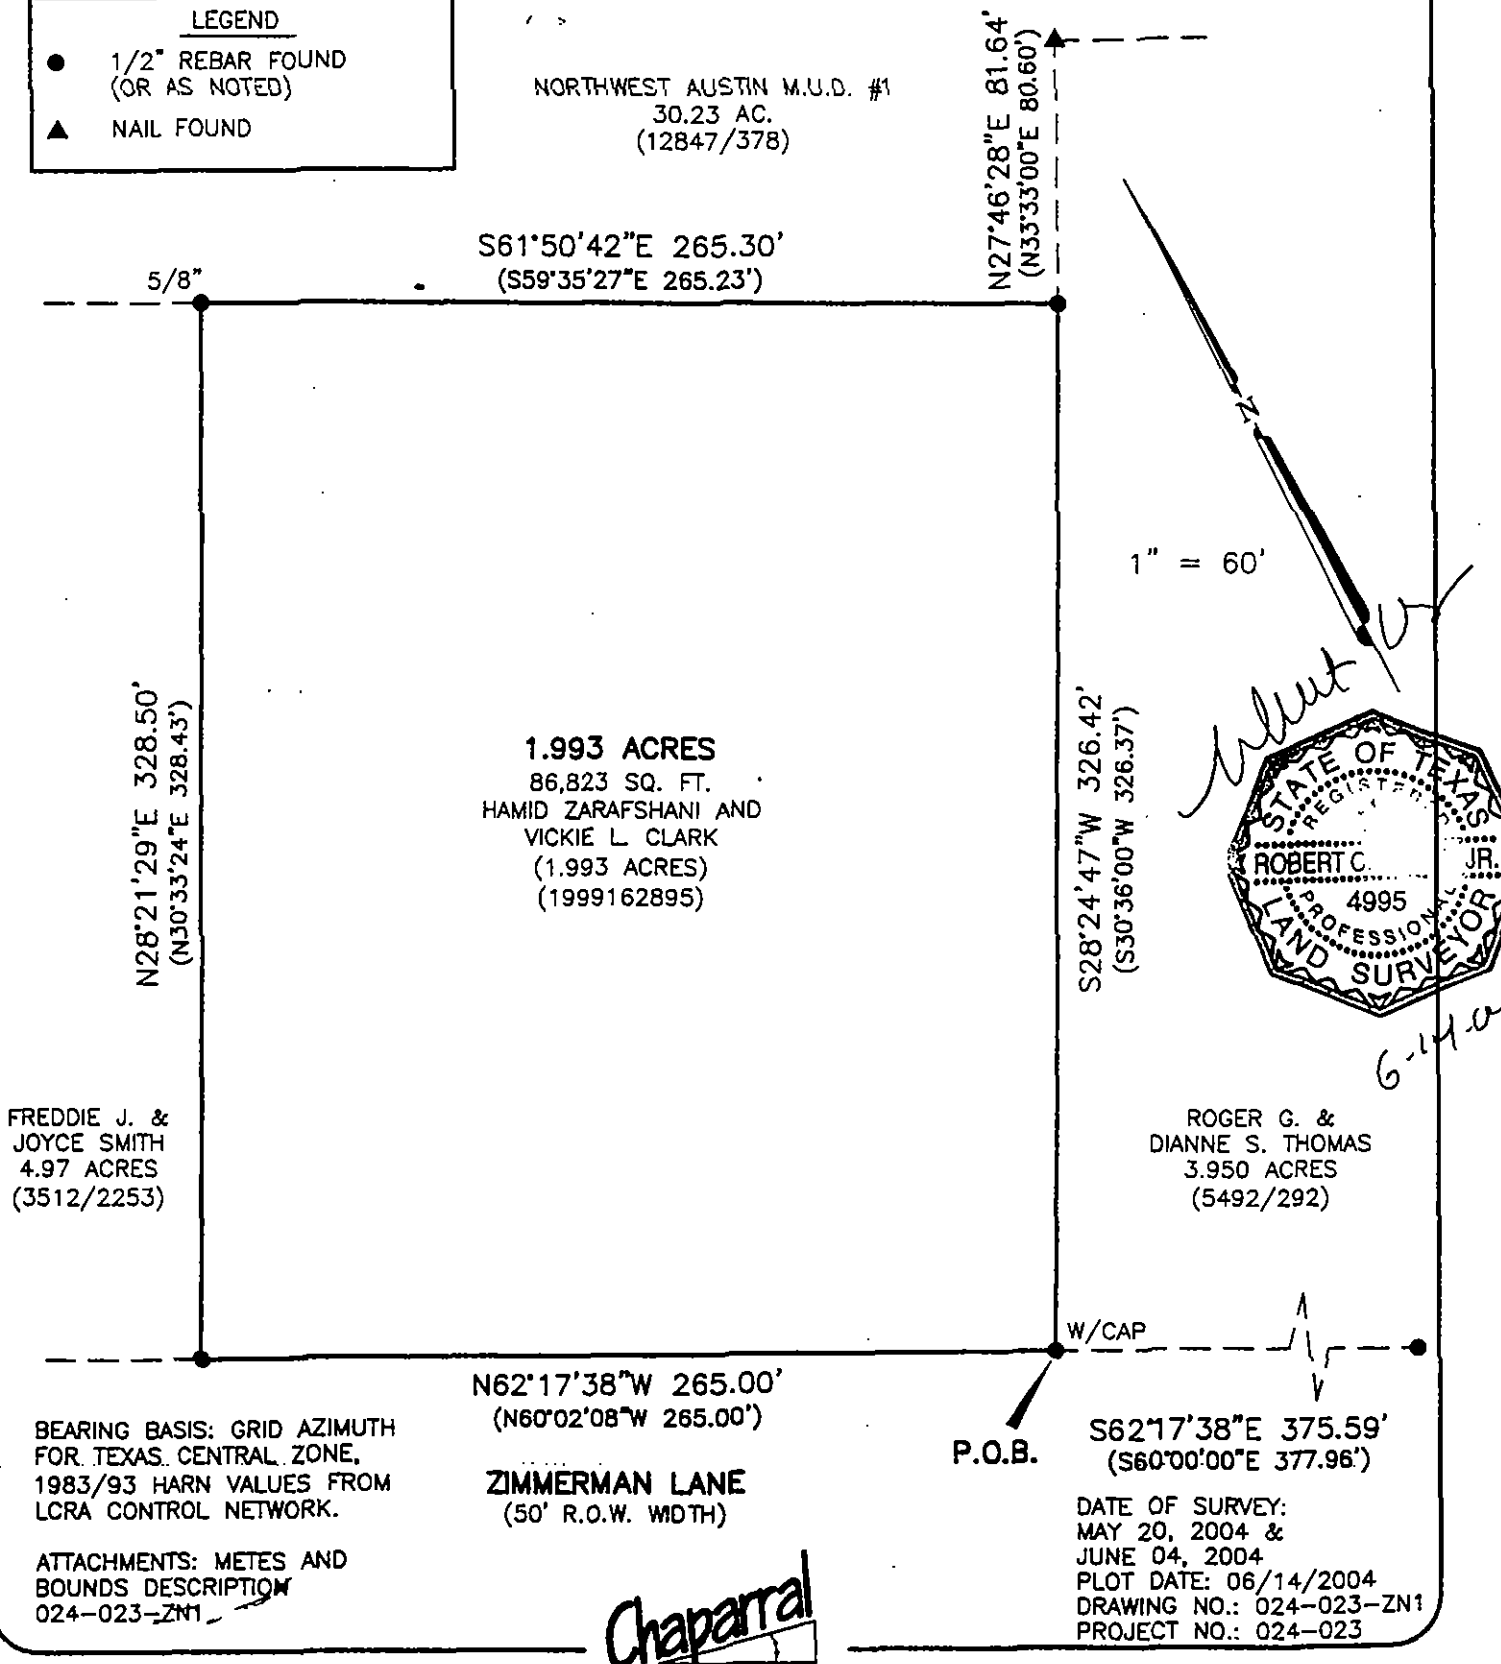 LEGEND
1/2" REBAR FOUND
(OR AS NOTED)
NAIL FOUND
NORTHWEST AUSTIN M.U.D. #1
30.23 AC.
(12847/378)
N27°46'28"E 81.64'
(N33°33'00"E 80.60')
S61°50'42"E 265.30'
(S59°35'27"E 265.23')
5/8"
N
1" = 60'
N28°21'29"E 328.50'
(N30°33'24"E 328.43')
1.993 ACRES
86,823 SQ. FT.
HAMID ZARAFSHANI AND
VICKIE L. CLARK
(1.993 ACRES)
(1999162895)
S28°24'47"W 326.42'
(S30°36'00"W 326.37')
STATE OF TEXAS
REGISTERED
ROBERT C. JR.
4995
PROFESSIONAL
LAND SURVEYOR
FREDDIE J. &
JOYCE SMITH
4.97 ACRES
(3512/2253)
ROGER G. &
DIANNE S. THOMAS
3.950 ACRES
(5492/292)
W/CAP
N62°17'38"W 265.00'
(N60°02'08"W 265.00')
P.O.B.
S62°17'38"E 375.59'
(S60°00'00"E 377.96')
ZIMMERMAN LANE
(50' R.O.W. WIDTH)
BEARING BASIS: GRID AZIMUTH
FOR TEXAS CENTRAL ZONE,
1983/93 HARN VALUES FROM
LCRA CONTROL NETWORK.
ATTACHMENTS: METES AND
BOUNDS DESCRIPTION
024-023-ZN1
DATE OF SURVEY:
MAY 20, 2004 &
JUNE 04, 2004
PLOT DATE: 06/14/2004
DRAWING NO.: 024-023-ZN1
PROJECT NO.: 024-023
Chaparral